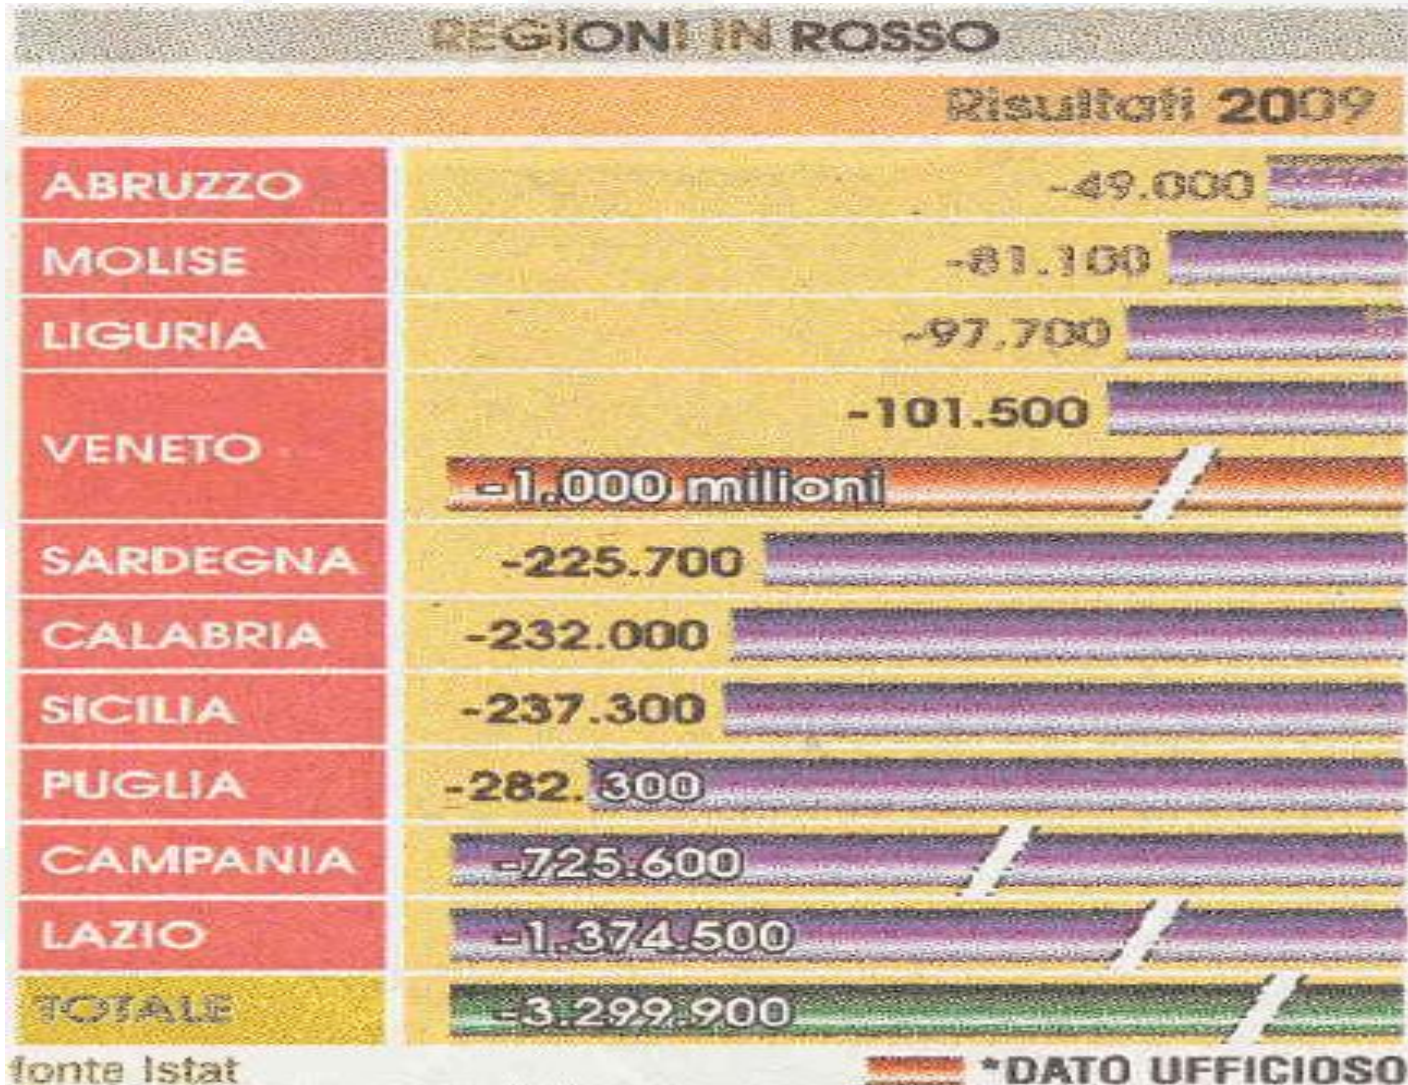 REGIONI IN ROSSO
Risultati 2009
ABRUZZO -49.000
MOLISE -81.100
LIGURIA -97.700
VENETO -101.500
-1.000 milioni
SARDEGNA -225.700
CALABRIA -232.000
SICILIA -237.300
PUGLIA -282.300
CAMPANIA -725.600
LAZIO -1.374.500
TOTALE -3.299.900
fonte Istat *DATO UFFICIOSO